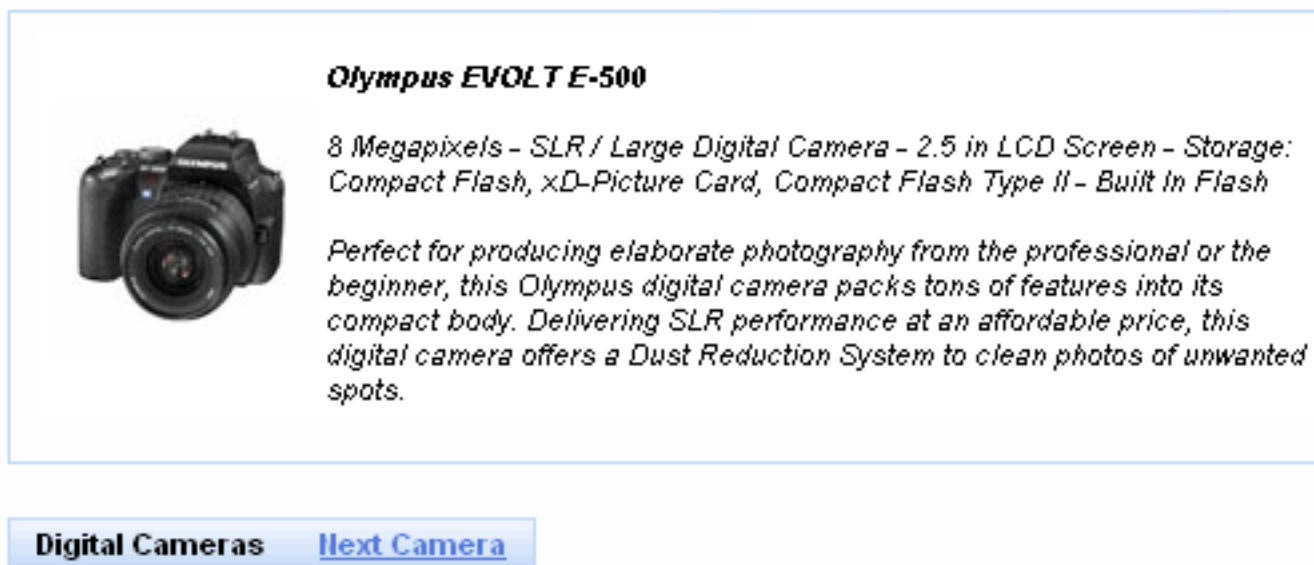 Olympus EVOLT E-500
8 Megapixels - SLR / Large Digital Camera - 2.5 in LCD Screen - Storage:
Compact Flash, xD-Picture Card, Compact Flash Type II - Built In Flash
Perfect for producing elaborate photography from the professional or the
beginner, this Olympus digital camera packs tons of features into its
compact body. Delivering SLR performance at an affordable price, this
digital camera offers a Dust Reduction System to clean photos of unwanted
spots.
OLYMPUS
Digital Cameras Next Camera